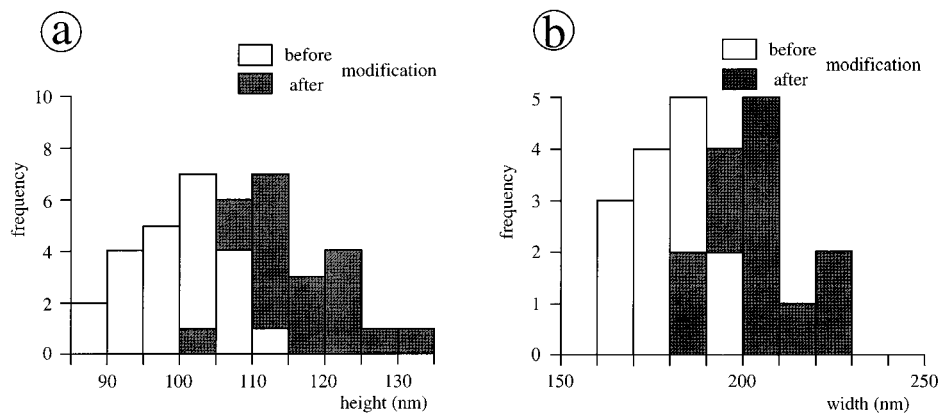 a
before
after
modification
10
8
6
4
2
0
frequency
90 100 110 120 130
height (nm)
b
before
after
modification
5
4
3
2
1
0
frequency
150 200 250
width (nm)